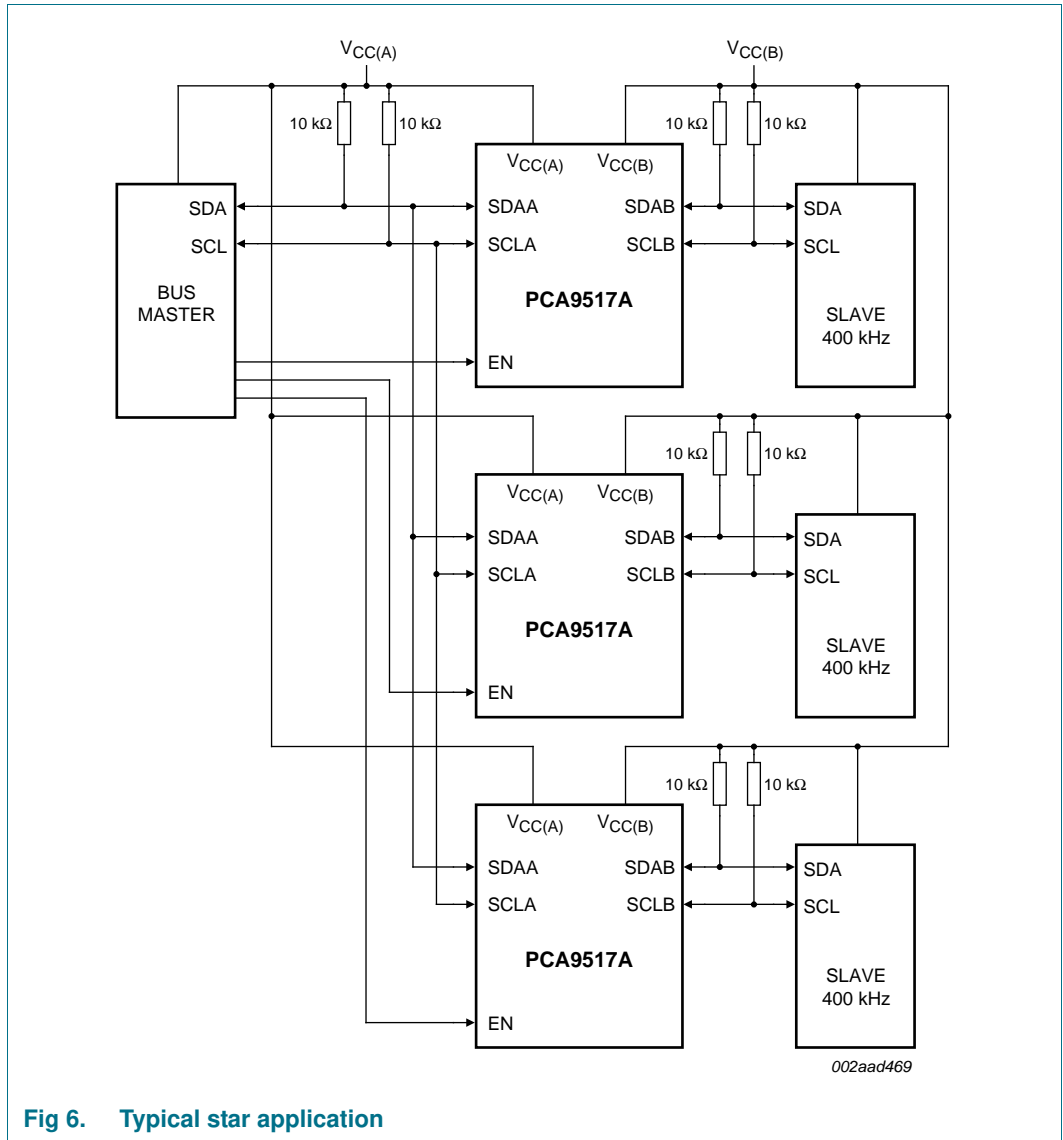 VCC(A)
VCC(B)
10 kΩ
10 kΩ
10 kΩ
10 kΩ
VCC(A)
VCC(B)
SDA
SCL
BUS
MASTER
SDAA
SCLA
SDAB
SCLB
PCA9517A
EN
SDA
SCL
SLAVE
400 kHz
10 kΩ
10 kΩ
VCC(A)
VCC(B)
SDAA
SCLA
SDAB
SCLB
PCA9517A
EN
SDA
SCL
SLAVE
400 kHz
10 kΩ
10 kΩ
VCC(A)
VCC(B)
SDAA
SCLA
SDAB
SCLB
PCA9517A
EN
SDA
SCL
SLAVE
400 kHz
002aad469
Fig 6. Typical star application